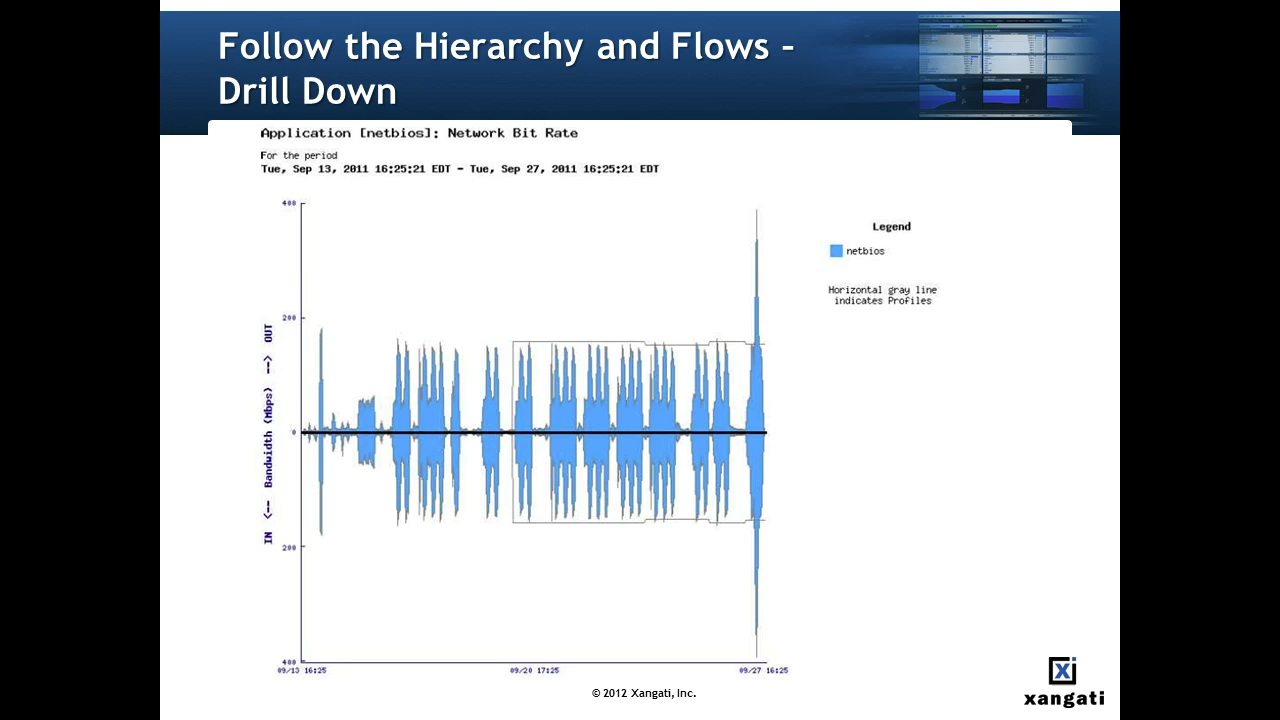 Follow the Hierarchy and Flows –
Drill Down
Application [netbios]: Network Bit Rate
For the period
Tue, Sep 13, 2011 16:25:21 EDT - Tue, Sep 27, 2011 16:25:21 EDT
400
200
0
200
400
IN <-- Bandwidth (Mbps) --> OUT
09/13 16:25
09/20 17:25
09/27 16:25
Legend
netbios
Horizontal gray line
indicates Profiles
© 2012 Xangati, Inc.
xi
xangati